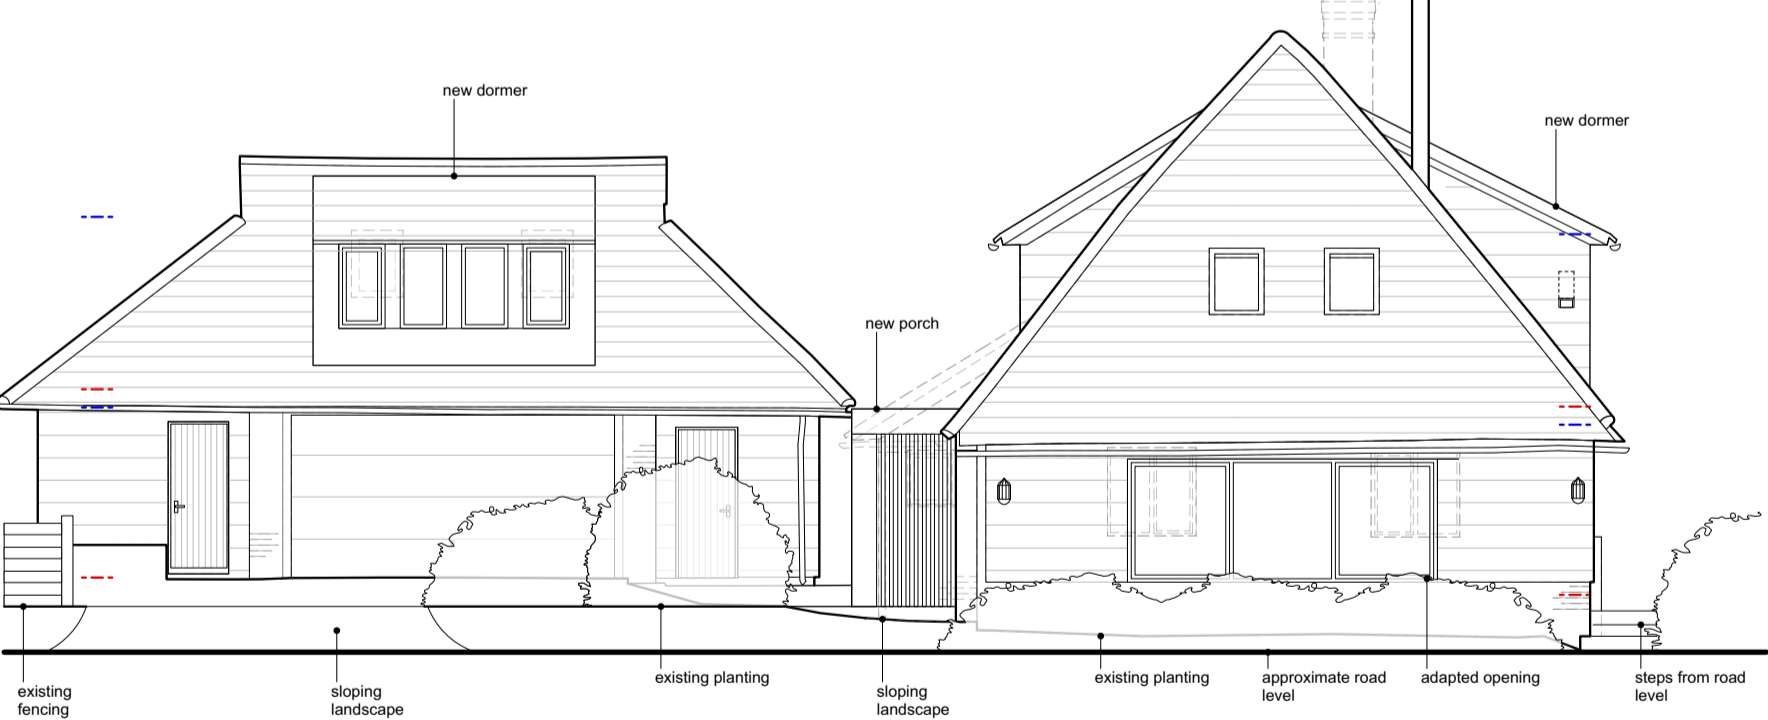 new dormer
new dormer
new porch
existing
fencing
sloping
landscape
existing planting
sloping
landscape
existing planting
approximate road
level
adapted opening
steps from road
level